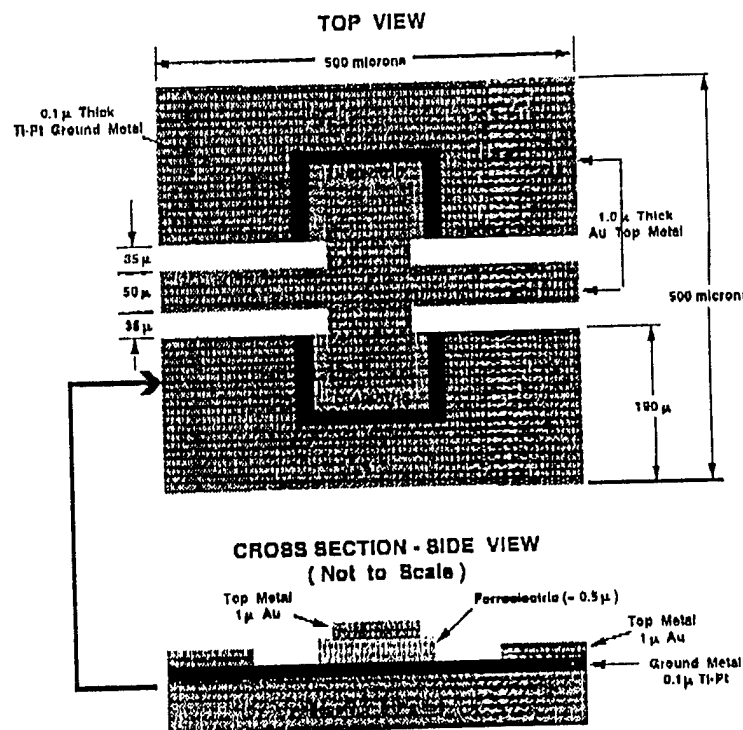 TOP VIEW
500 microns
0.1 μ Thick
Ti-Pt Ground Metal
1.0 μ Thick
Au Top Metal
35 μ
50 μ
35 μ
500 microns
190 μ
CROSS SECTION - SIDE VIEW
( Not to Scale )
Top Metal
1μ Au
Ferroelectric (~ 0.5 μ)
Top Metal
1μ Au
Ground Metal
0.1μ Ti-Pt